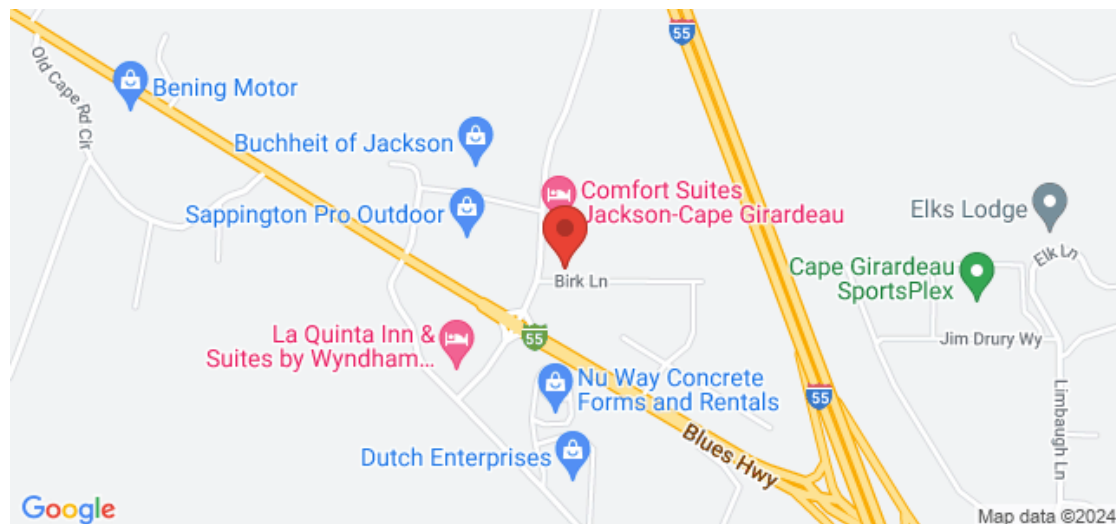 55
Old Cape Rd Cir
Bening Motor
Buchheit of Jackson
Comfort Suites
Jackson-Cape Girardeau
Sappington Pro Outdoor
Elks Lodge
Elk Ln
Cape Girardeau
SportsPlex
Birk Ln
La Quinta Inn &
Suites by Wyndham...
55
Jim Drury Wy
Nu Way Concrete
Forms and Rentals
55
Limbaugh Ln
Blues Hwy
Dutch Enterprises
Google
Map data ©2024